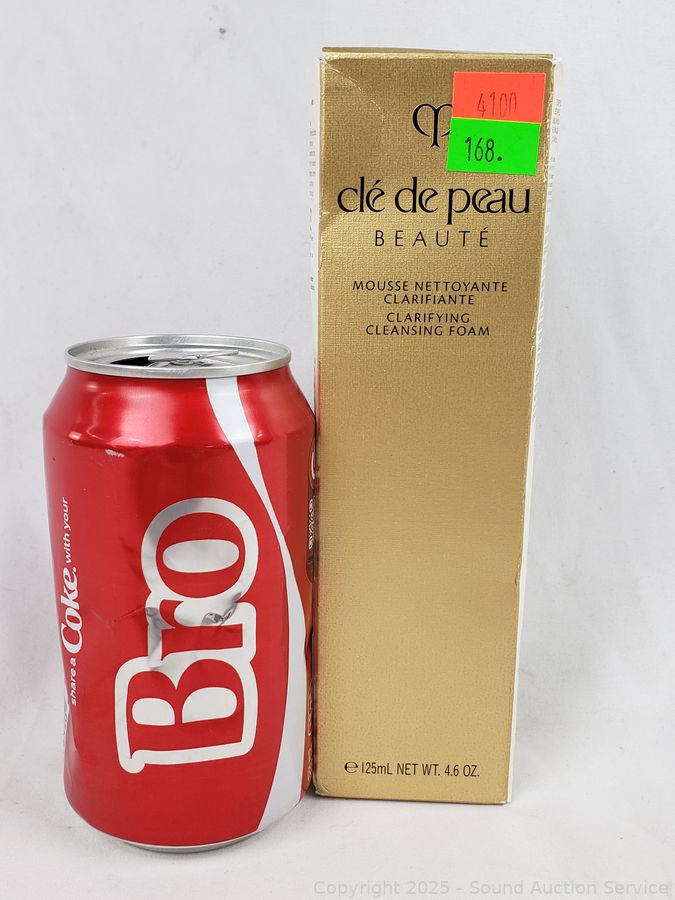 4100
168.
clé de peau
BEAUTÉ
MOUSSE NETTOYANTE
CLARIFIANTE
CLARIFYING
CLEANSING FOAM
℮125mL NET WT. 4.6 OZ.
share a Coke. with your
Bro
Copyright 2025 - Sound Auction Service